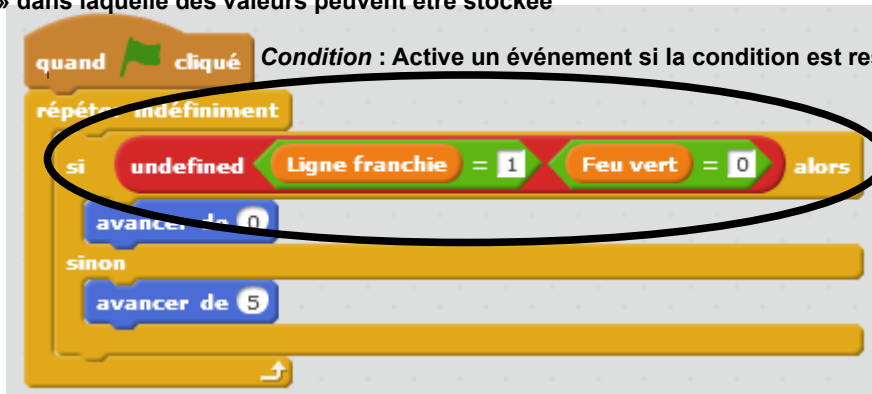 » dans laquelle des valeurs peuvent être stockée
quand cliqué Condition : Active un événement si la condition est res
répéter indéfiniment
si undefined Ligne franchie = 1 Feu vert = 0 alors
avancer de 0
sinon
avancer de 5